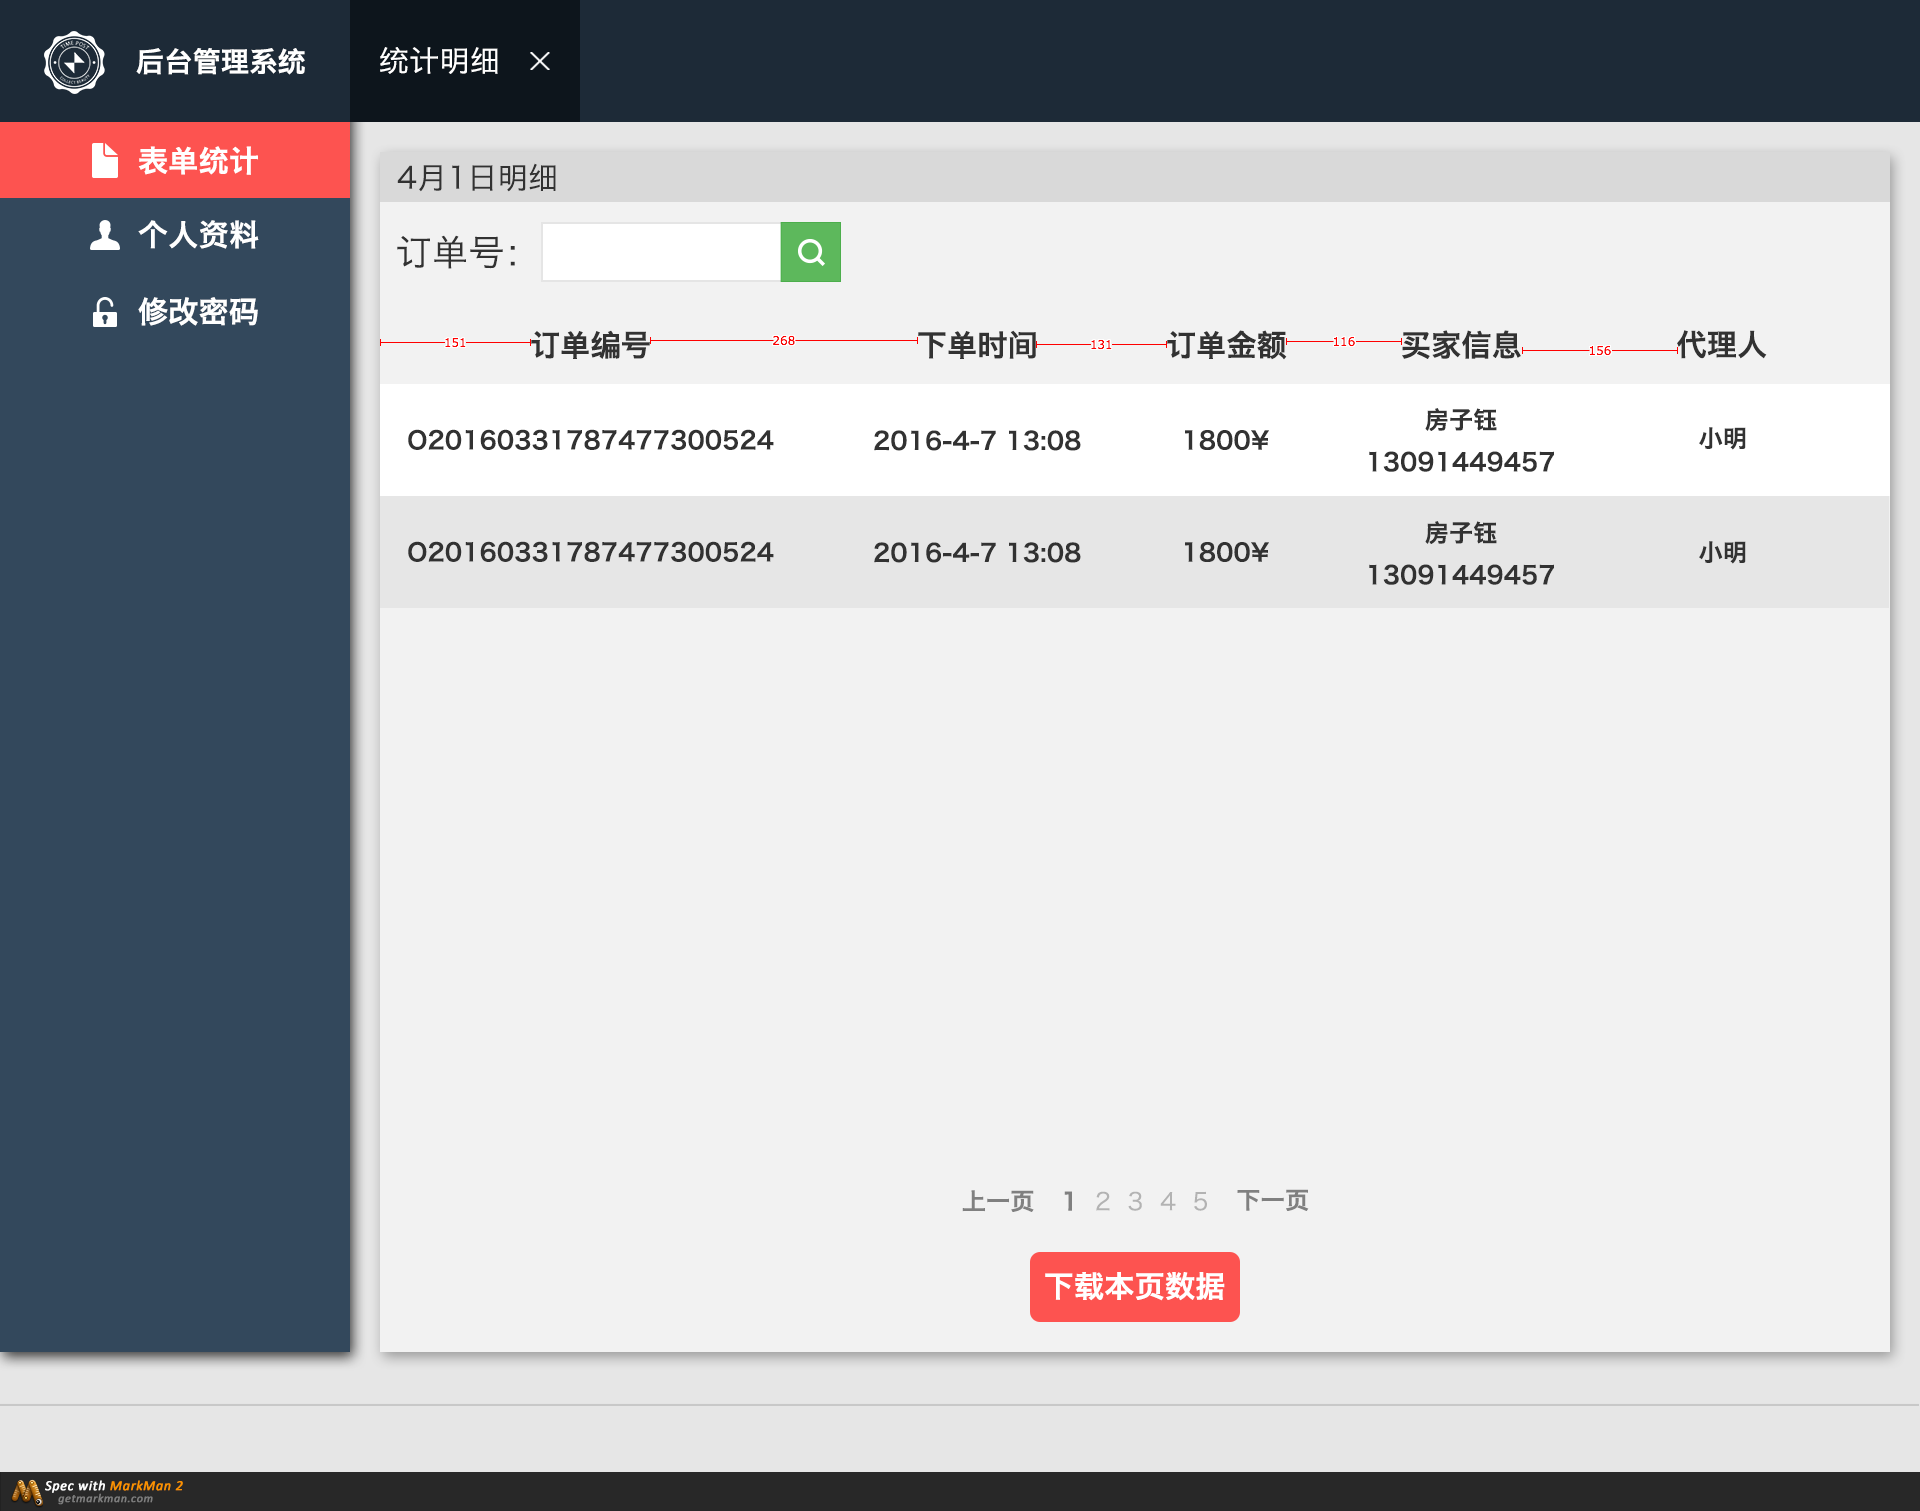 后台管理系统
统计明细
表单统计
个人资料
修改密码
4月1日明细
订单号：
151 订单编号 268 下单时间 131 订单金额 116 买家信息 156 代理人
O20160331787477300524 2016-4-7 13:08 1800¥ 房子钰 13091449457 小明
O20160331787477300524 2016-4-7 13:08 1800¥ 房子钰 13091449457 小明
上一页 1 2 3 4 5 下一页
下载本页数据
Spec with MarkMan 2
getmarkman.com